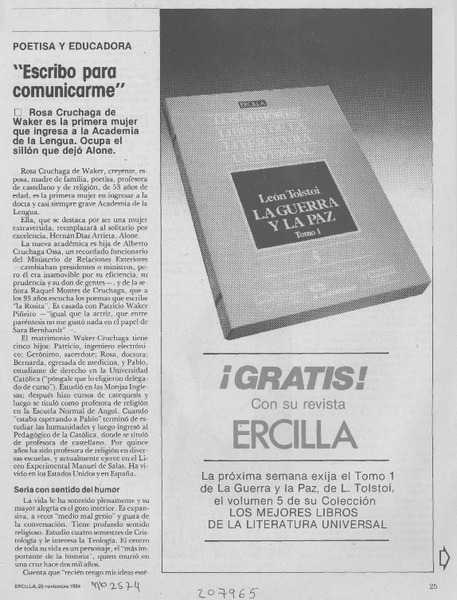 POETISA Y EDUCADORA
"Escribo para
comunicarme"
□ Rosa Cruchaga de
Waker es la primera mujer
que ingresa a la Academia
de la Lengua. Ocupa el
sillón que dejó Alone.
Rosa Cruchaga de Waker, creyente, es-
posa, madre de familia, poetisa, profesora
de castellano y de religión, de 53 años de
edad, es la primera mujer en ingresar a la
docta y casi siempre grave Academia de la
Lengua.
Ella, que se destaca por ser una mujer
extravertida, reemplazará al solitario por
excelencia, Hernán Díaz Arrieta, Alone.
La nueva académica es hija de Alberto
Cruchaga Ossa, un recordado funcionario
del Ministerio de Relaciones Exteriores
—cambiaban presidentes o ministros, pero
él era inamovible por su eficiencia, su
prudencia y su don de gentes—, y de la seño-
ra Raquel Montes de Cruchaga, que a
los 93 años escucha los poemas que escribe
"la Rosita". Es casada con Patricio Waker
Piñeiro —"igual que la actriz, que entre
paréntesis no me gustó nada en el papel de
Sara Bernhardt"—.
El matrimonio Waker-Cruchaga tiene
cinco hijos: Patricio, ingeniero electróni-
co; Gerónimo, sacerdote; Rosa, doctora;
Bernarda, egresada de medicina, y Pablo,
estudiante de derecho en la Universidad
Católica ("póngale que lo eligieron delega-
do de curso"). Estudió en las Monjas Ingle-
sas; después hizo cursos de catequesis y
luego se tituló como profesora de religión
en la Escuela Normal de Angol. Cuando
"estaba esperando a Pablo" terminó de es-
tudiar las humanidades y luego ingresó al
Pedagógico de la Católica, donde se tituló
de profesora de castellano. Por quince
años ha sido profesora de religión en di-
versas escuelas, y actualmente ejerce en el Li-
ceo Experimental Manuel de Salas. Ha vi-
vido en los Estados Unidos y en España.
Seria con sentido del humor
La vida le ha sonreído plenamente y su
mayor alegría es el gozo interior. Es expan-
siva, a veces "medio mal genio" y gusta de
la conversación. Tiene profundo sentido
religioso. Estudió cuatro semestres de Cris-
tología y le interesa la Teología. El centro
de toda su vida es un personaje, el "más im-
portante de la historia", quien murió en
una cruz hace dos mil años.
Cuenta que "recién tengo mis ideas esté-
ERCILLA, 28 noviembre 1984
ERCILLA
León Tolstoi
LA GUERRA
Y LA PAZ
Tomo 1
¡GRATIS!
Con su revista
ERCILLA
La próxima semana exija el Tomo 1
de La Guerra y la Paz, de L. Tolstoi,
el volumen 5 de su Colección
LOS MEJORES LIBROS
DE LA LITERATURA UNIVERSAL
25
207965